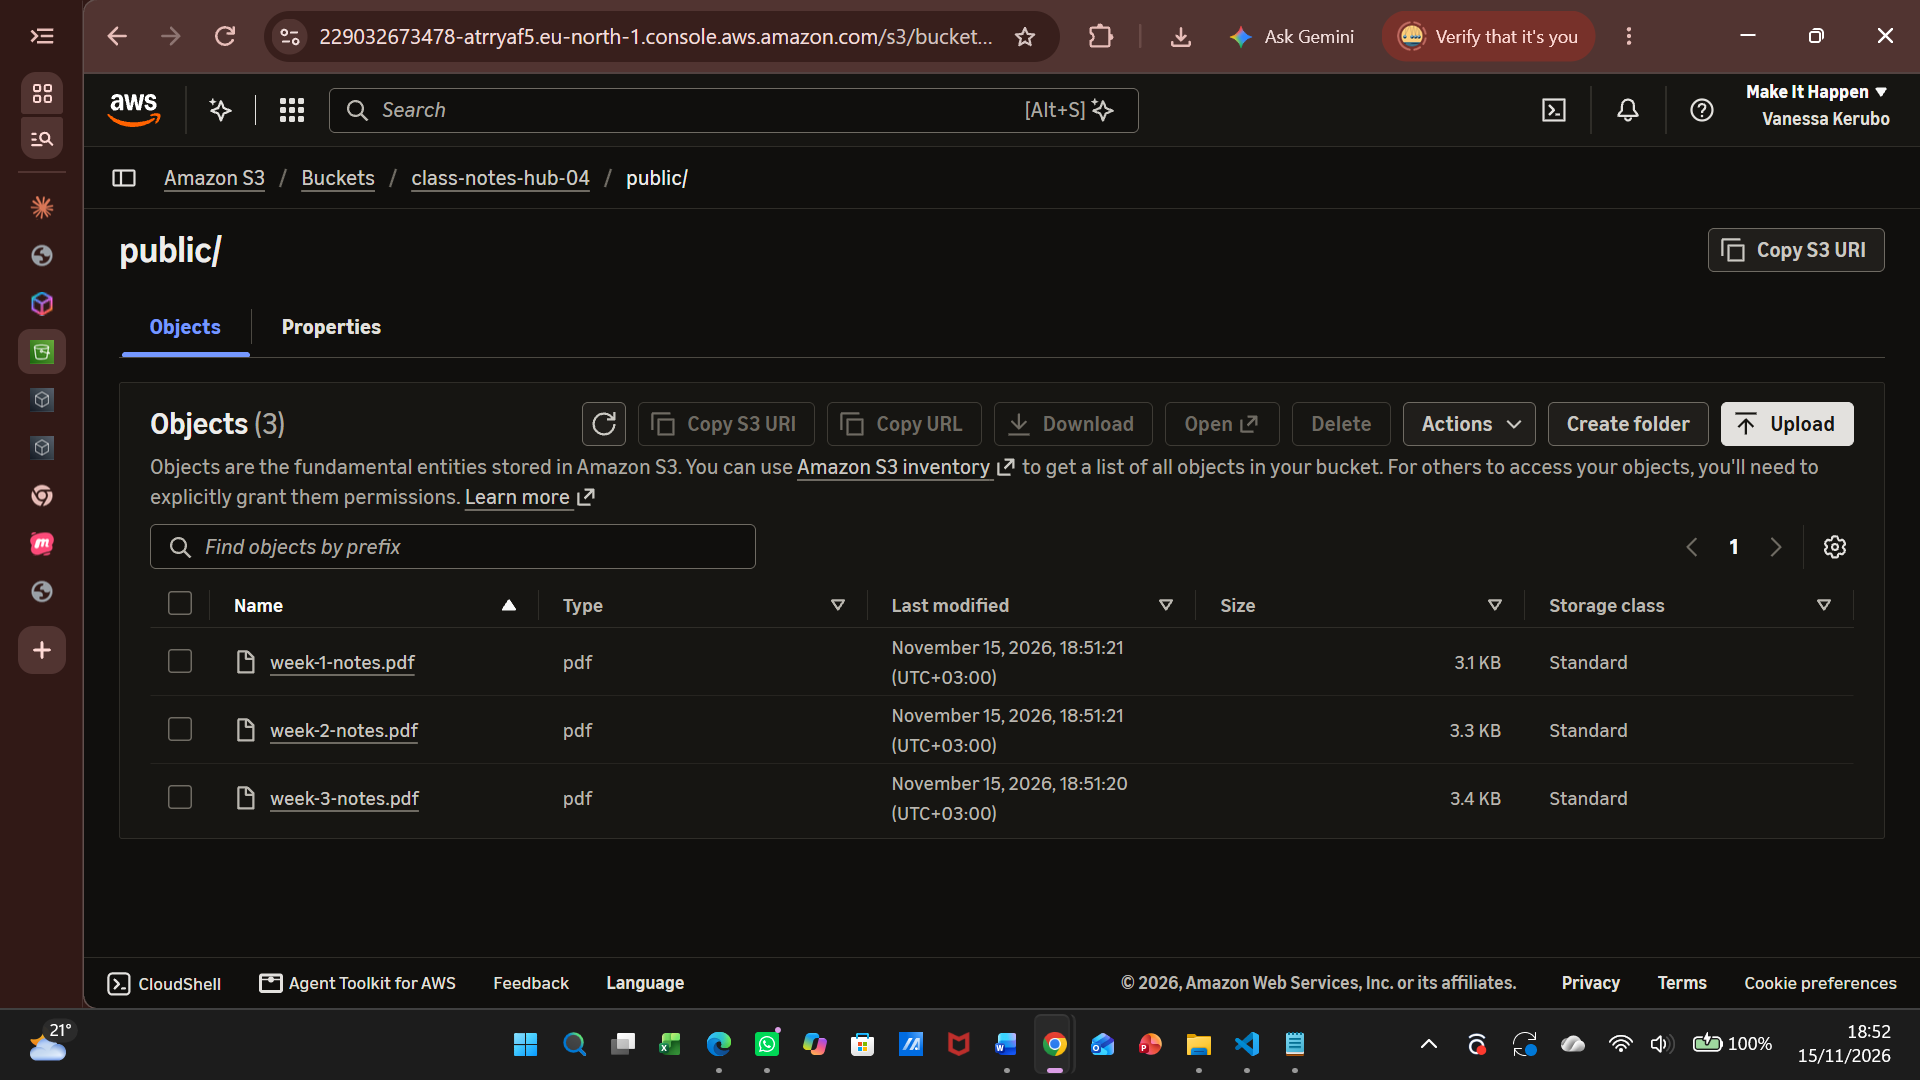 229032673478-atrryaf5.eu-north-1.console.aws.amazon.com/s3/bucket...
Ask Gemini
Verify that it's you
aws
Search
[Alt+S]
Make It Happen
Vanessa Kerubo
Amazon S3 / Buckets / class-notes-hub-04 / public/
public/
Copy S3 URI
Objects
Properties
Objects (3)
Copy S3 URI
Copy URL
Download
Open
Delete
Actions
Create folder
Upload
Objects are the fundamental entities stored in Amazon S3. You can use Amazon S3 inventory to get a list of all objects in your bucket. For others to access your objects, you'll need to
explicitly grant them permissions. Learn more
Find objects by prefix
1
Name Type Last modified Size Storage class
week-1-notes.pdf pdf November 15, 2026, 18:51:21 (UTC+03:00) 3.1 KB Standard
week-2-notes.pdf pdf November 15, 2026, 18:51:21 (UTC+03:00) 3.3 KB Standard
week-3-notes.pdf pdf November 15, 2026, 18:51:20 (UTC+03:00) 3.4 KB Standard
CloudShell
Agent Toolkit for AWS
Feedback
Language
© 2026, Amazon Web Services, Inc. or its affiliates.
Privacy
Terms
Cookie preferences
21°
100%
18:52
15/11/2026